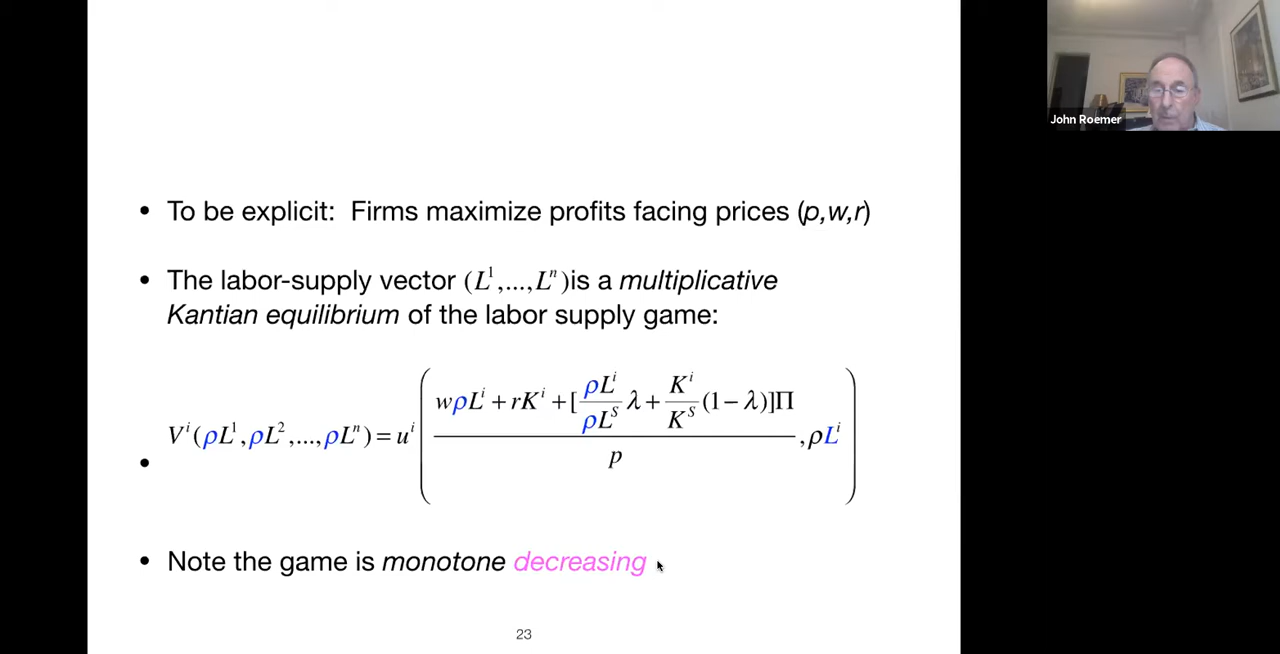 John Roemer
• To be explicit: Firms maximize profits facing prices (p,w,r)
• The labor-supply vector (L¹,...,Lⁿ)is a multiplicative
Kantian equilibrium of the labor supply game:
• Vⁱ(ρL¹,ρL²,...,ρLⁿ)=uⁱ((wρLⁱ+rKⁱ+[(ρLⁱ/ρLˢ)λ+(Kⁱ/Kˢ)(1−λ)]Π)/p,ρLⁱ)
• Note the game is monotone decreasing
23